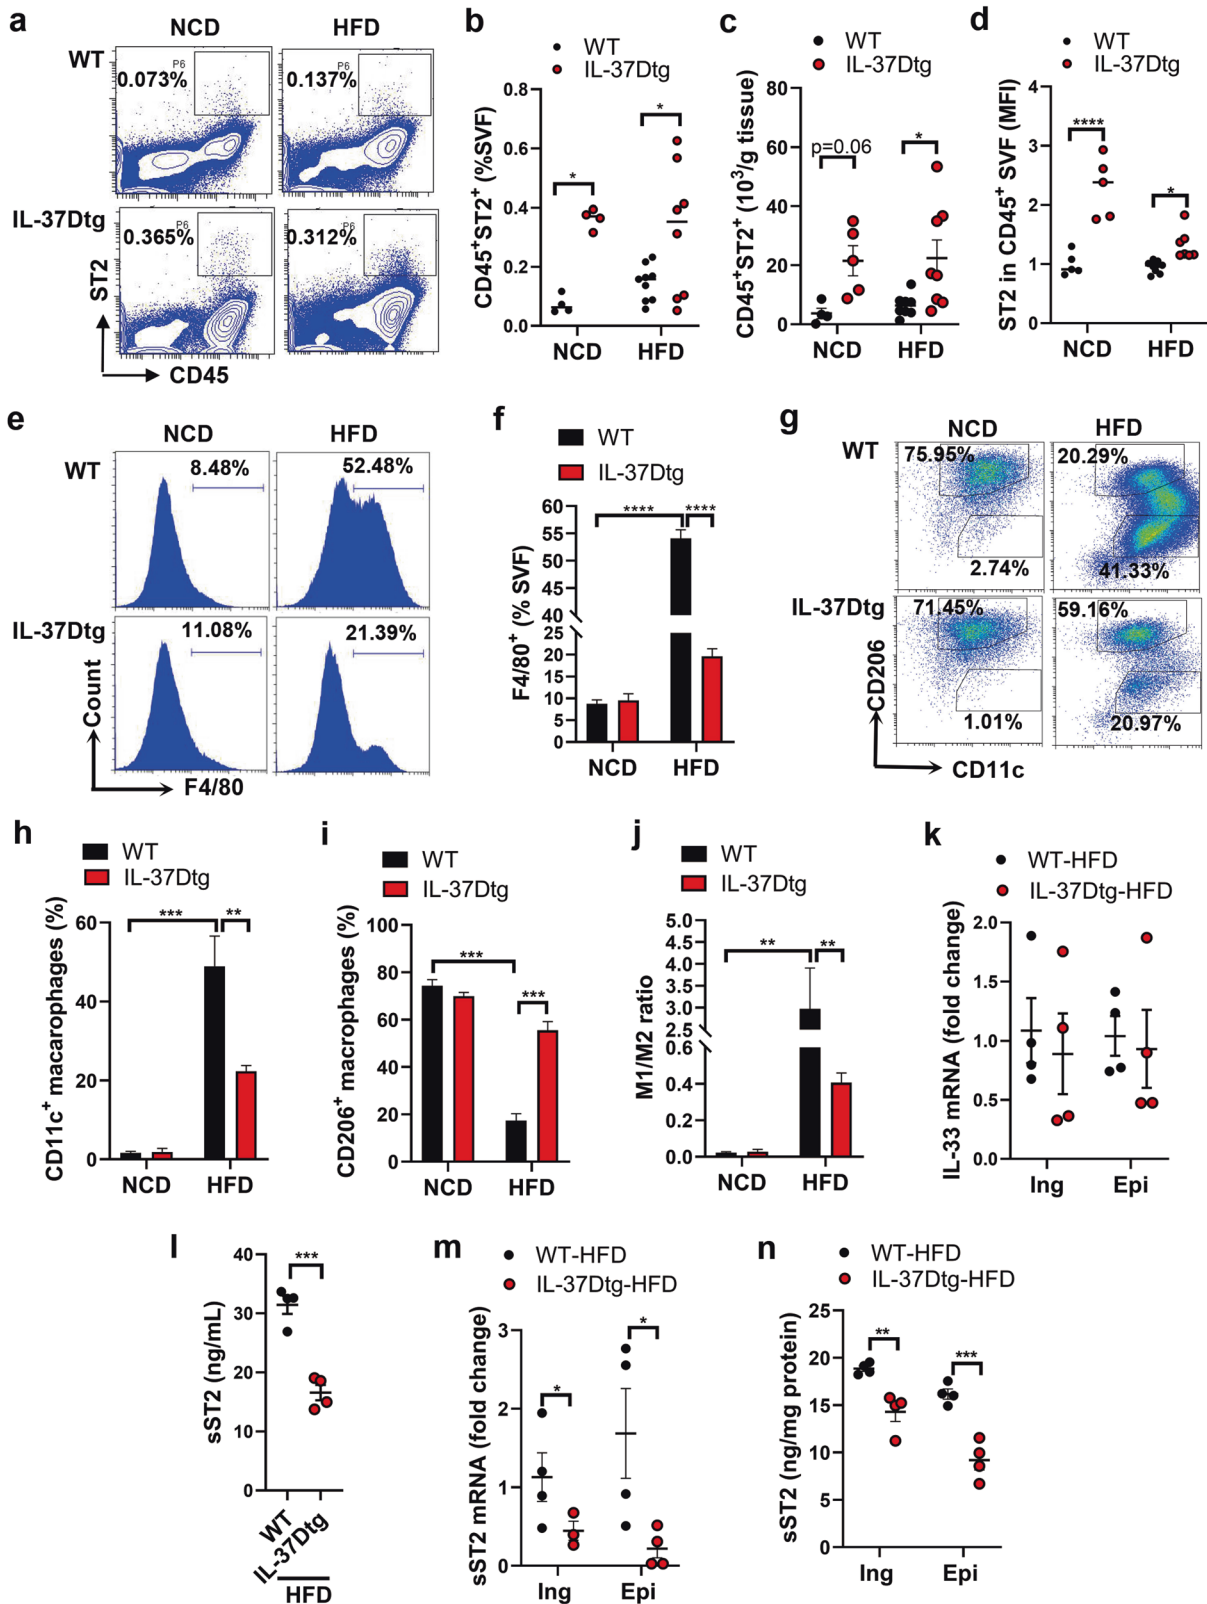 a
NCD
HFD
WT
P6
0.073%
P6
0.137%
IL-37Dtg
P6
0.365%
P6
0.312%
ST2
CD45
b
WT
IL-37Dtg
CD45+ST2+ (%SVF)
0.8
0.6
0.4
0.2
0.0
*
*
NCD
HFD
c
WT
IL-37Dtg
CD45+ST2+ (10³/g tissue)
80
60
40
20
0
p=0.06
*
NCD
HFD
d
WT
IL-37Dtg
ST2 in CD45+ SVF (MFI)
4
3
2
1
0
****
*
NCD
HFD
e
NCD
HFD
WT
8.48%
52.48%
IL-37Dtg
11.08%
21.39%
Count
F4/80
f
WT
IL-37Dtg
F4/80+ (% SVF)
60
55
50
45
40
25
20
15
10
5
0
****
****
NCD
HFD
g
NCD
HFD
WT
75.95%
20.29%
2.74%
41.33%
IL-37Dtg
71.45%
59.16%
1.01%
20.97%
CD206
CD11c
h
WT
IL-37Dtg
CD11c+ macarophages (%)
60
40
20
0
***
**
NCD
HFD
i
WT
IL-37Dtg
CD206+ macrophages (%)
100
80
60
40
20
0
***
***
NCD
HFD
j
WT
IL-37Dtg
M1/M2 ratio
5.0
4.5
4.0
3.5
3.0
2.5
0.6
0.4
0.2
0.0
**
**
NCD
HFD
k
WT-HFD
IL-37Dtg-HFD
IL-33 mRNA (fold change)
2.0
1.5
1.0
0.5
0.0
Ing
Epi
l
sST2 (ng/mL)
40
30
20
10
0
***
WT
IL-37Dtg
HFD
m
WT-HFD
IL-37Dtg-HFD
sST2 mRNA (fold change)
3
2
1
0
*
*
Ing
Epi
n
WT-HFD
IL-37Dtg-HFD
sST2 (ng/mg protein)
25
20
15
10
5
0
**
***
Ing
Epi